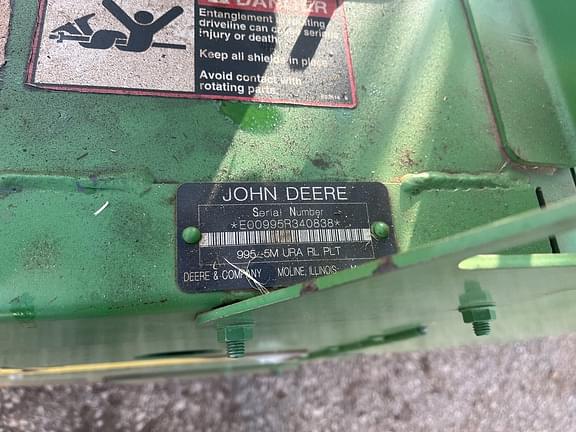 DANGER
Entanglement in rotating
driveline can cause serious
injury or death.
Keep all shields in place
Avoid contact with
rotating parts.
JOHN DEERE
Serial Number
*E00995R340838*
995 -5M URA RL PLT
DEERE & COMPANY MOLINE, ILLINOIS